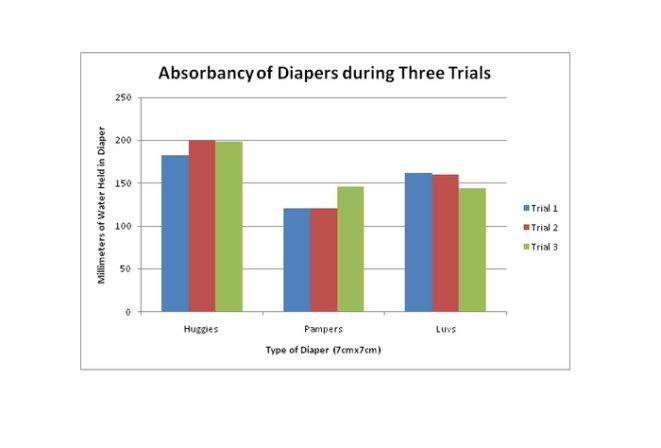 Absorbancy of Diapers during Three Trials
Millimeters of Water Held in Diaper
250
200
150
100
50
0
Huggies
Pampers
Luvs
Type of Diaper (7cmx7cm)
Trial 1
Trial 2
Trial 3